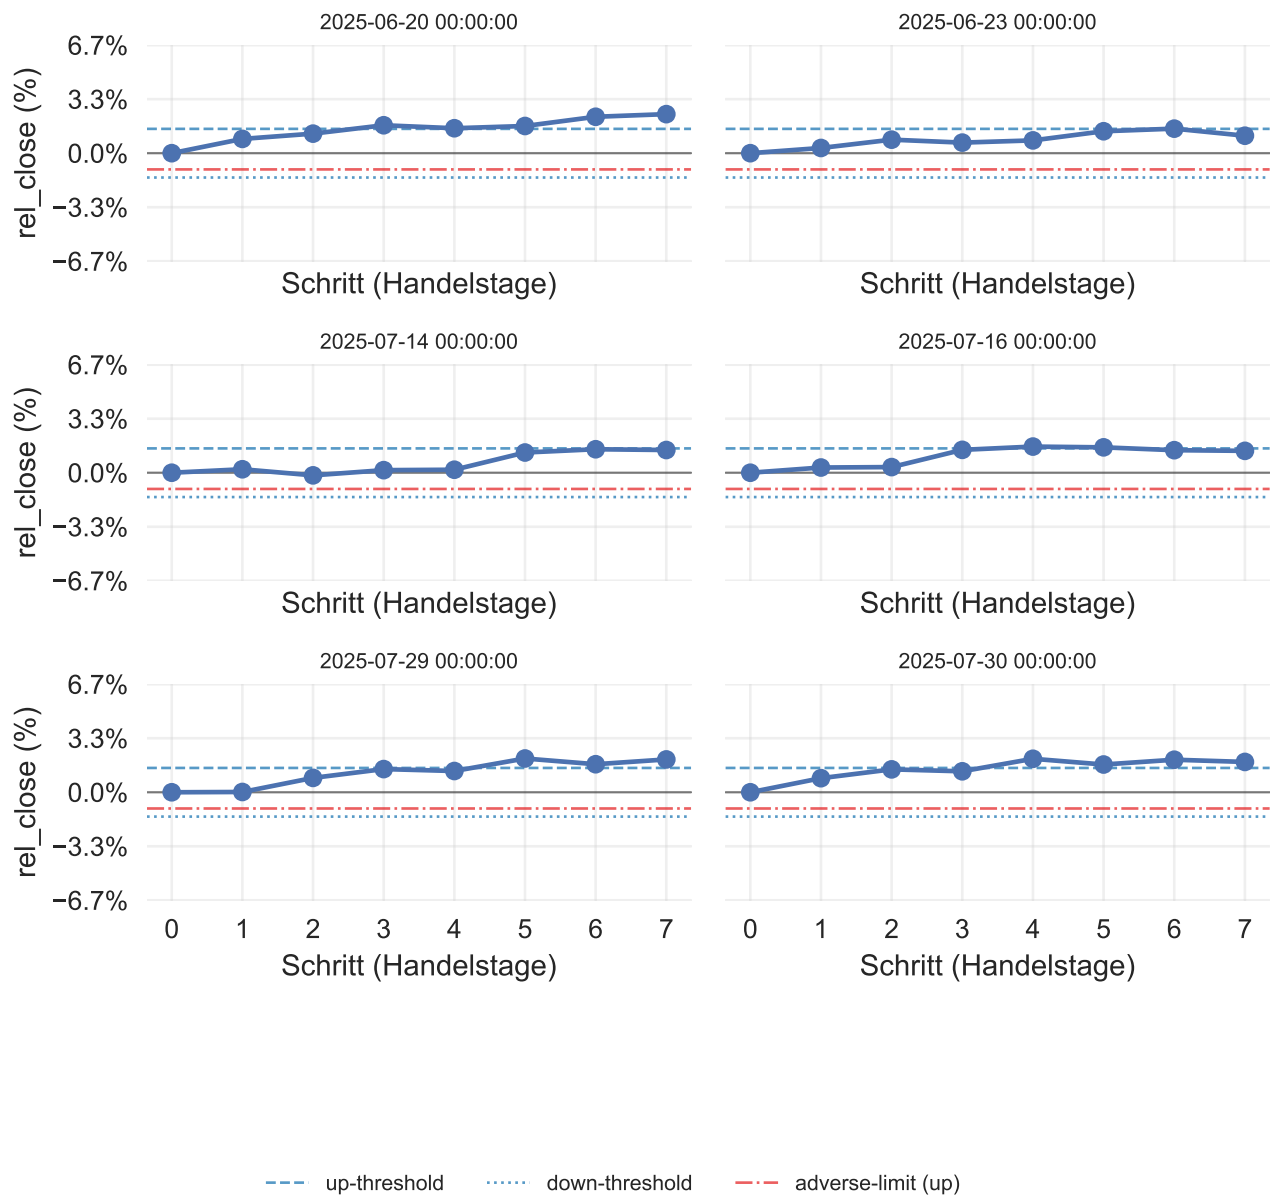 2025-06-20 00:00:00
2025-06-23 00:00:00
6.7%
3.3%
0.0%
−3.3%
−6.7%
rel_close (%)
Schritt (Handelstage)
Schritt (Handelstage)
2025-07-14 00:00:00
2025-07-16 00:00:00
6.7%
3.3%
0.0%
−3.3%
−6.7%
rel_close (%)
Schritt (Handelstage)
Schritt (Handelstage)
2025-07-29 00:00:00
2025-07-30 00:00:00
6.7%
3.3%
0.0%
−3.3%
−6.7%
rel_close (%)
0 1 2 3 4 5 6 7
0 1 2 3 4 5 6 7
Schritt (Handelstage)
Schritt (Handelstage)
up-threshold
down-threshold
adverse-limit (up)